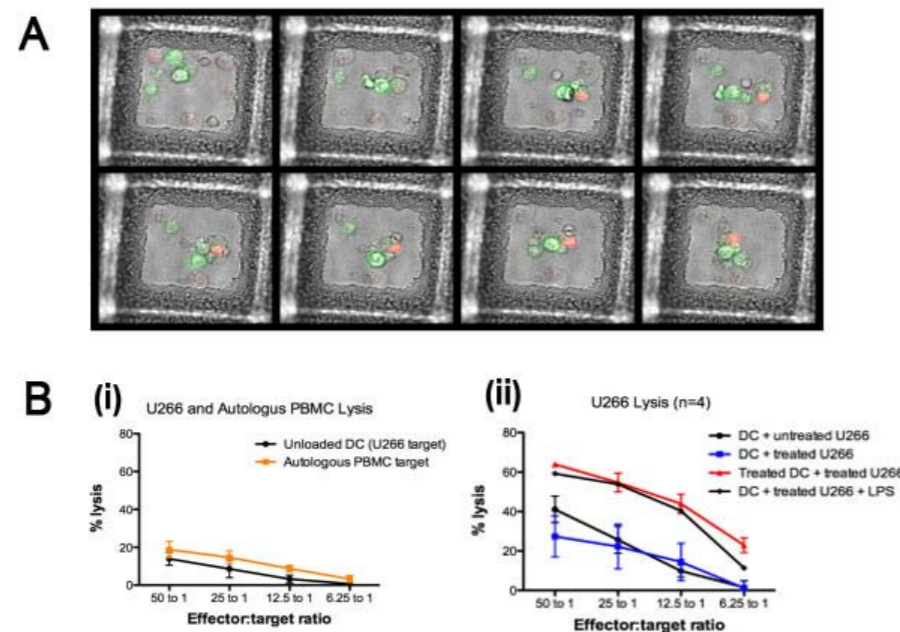 A
B
(i)
U266 and Autologus PBMC Lysis
Unloaded DC (U266 target)
Autologous PBMC target
% lysis
80
60
40
20
0
50 to 1
25 to 1
12.5 to 1
6.25 to 1
Effector:target ratio
(ii)
U266 Lysis (n=4)
DC + untreated U266
DC + treated U266
Treated DC + treated U266
DC + treated U266 + LPS
% lysis
80
60
40
20
0
50 to 1
25 to 1
12.5 to 1
6.25 to 1
Effector:target ratio